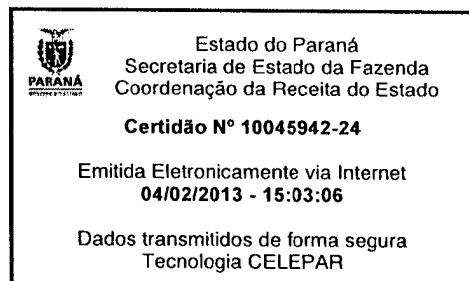 Estado do Paraná
Secretaria de Estado da Fazenda
PARANÁ
Coordenação da Receita do Estado
Certidão Nº 10045942-24
Emitida Eletronicamente via Internet
04/02/2013 - 15:03:06
Dados transmitidos de forma segura
Tecnologia CELEPAR